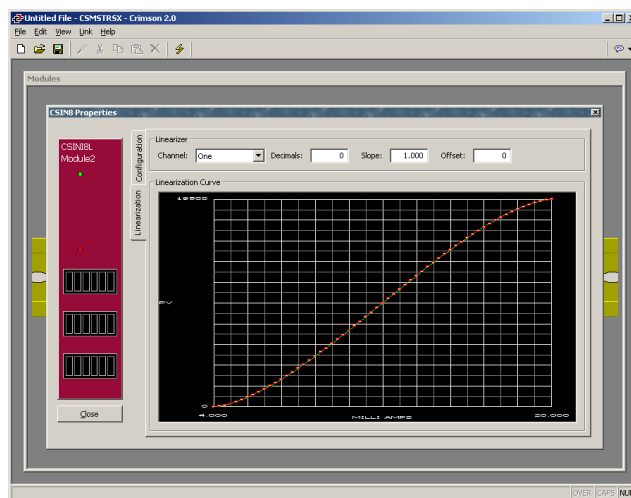 Untitled File - CSMSTRSX - Crimson 2.0
File Edit View Link Help
Modules
CSIN8 Properties
CSINI8L
Module2
Close
Configuration
Linearization
Linearizer
Channel: One Decimals: 0 Slope: 1.000 Offset: 0
Linearization Curve
PV
0
4.000 MILLI AMPS 20.000
OVER CAPS NUM